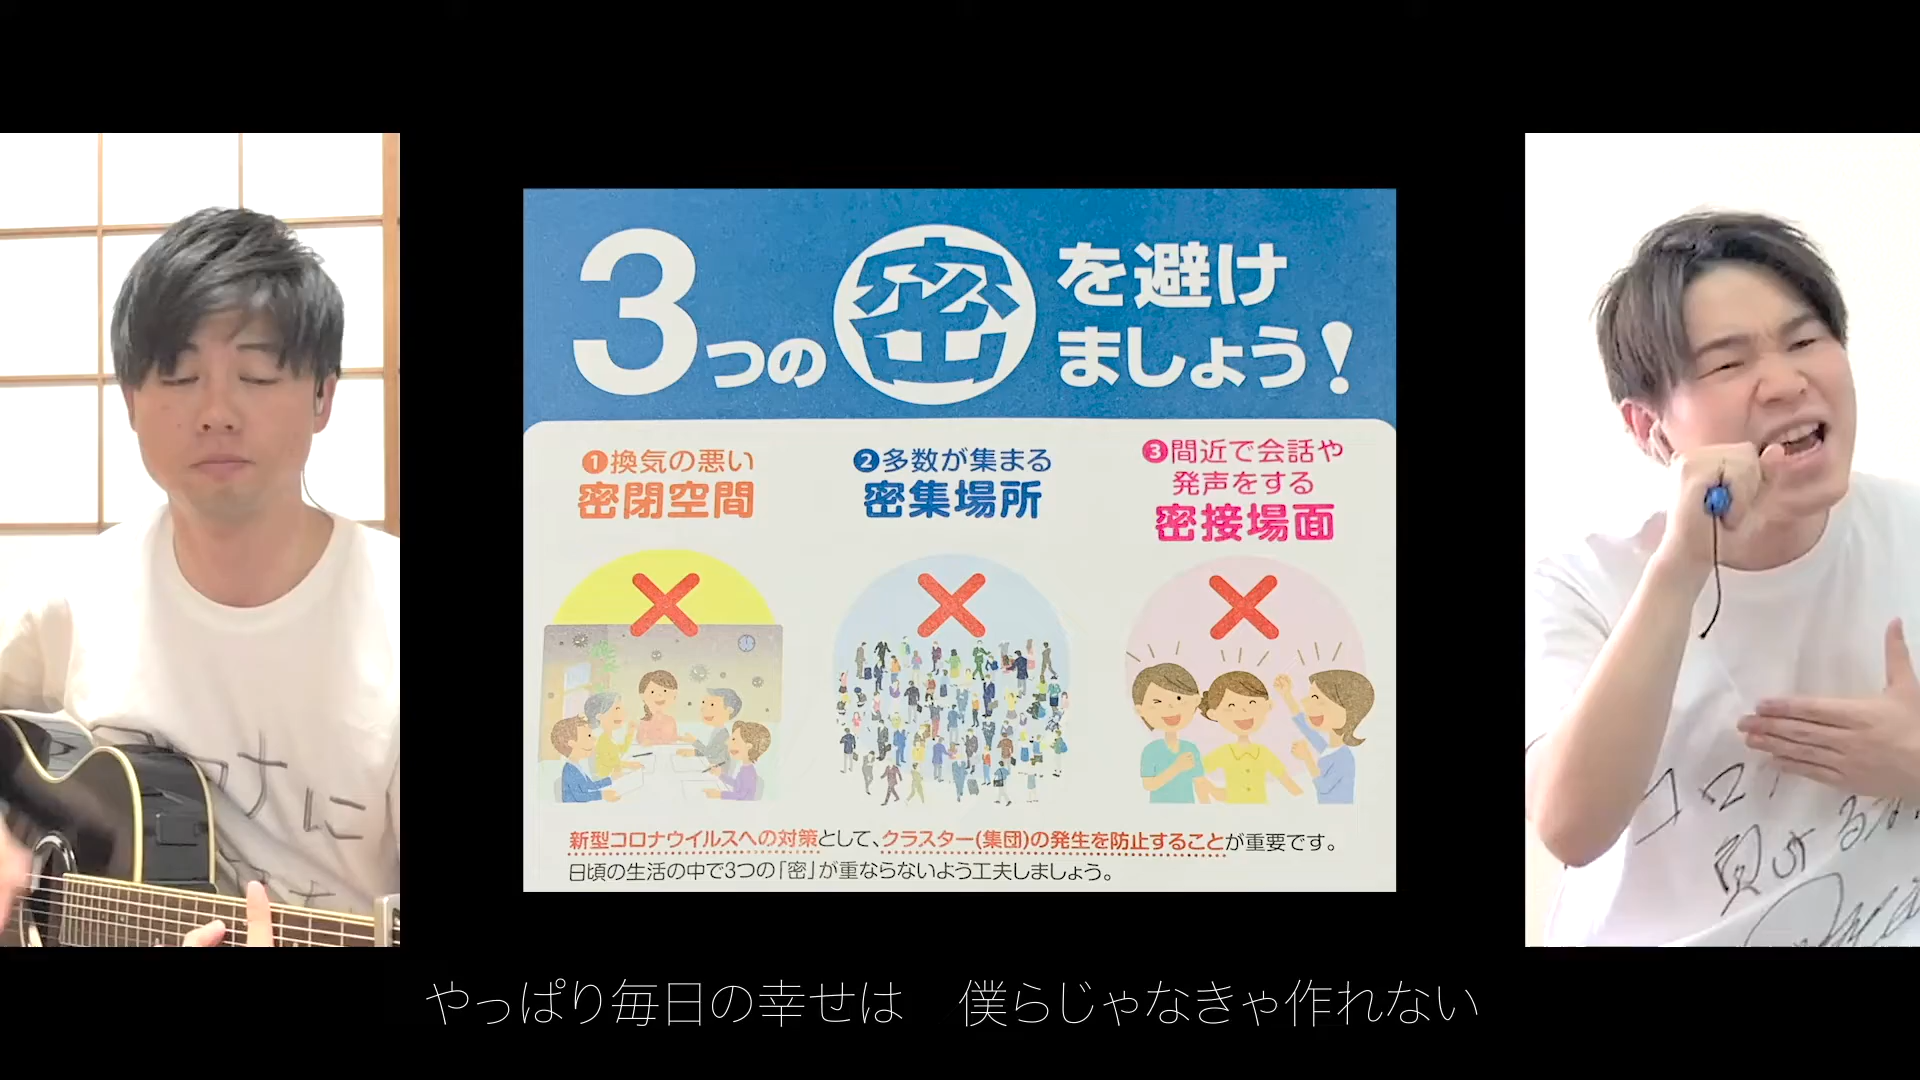 3つの密を避け
ましょう!
❶換気の悪い
密閉空間
❷多数が集まる
密集場所
❸間近で会話や
発声をする
密接場面
新型コロナウイルスへの対策として、クラスター(集団)の発生を防止することが重要です。
日頃の生活の中で3つの「密」が重ならないよう工夫しましょう。
ナに
コロ
負ける
やっぱり毎日の幸せは　僕らじゃなきゃ作れない